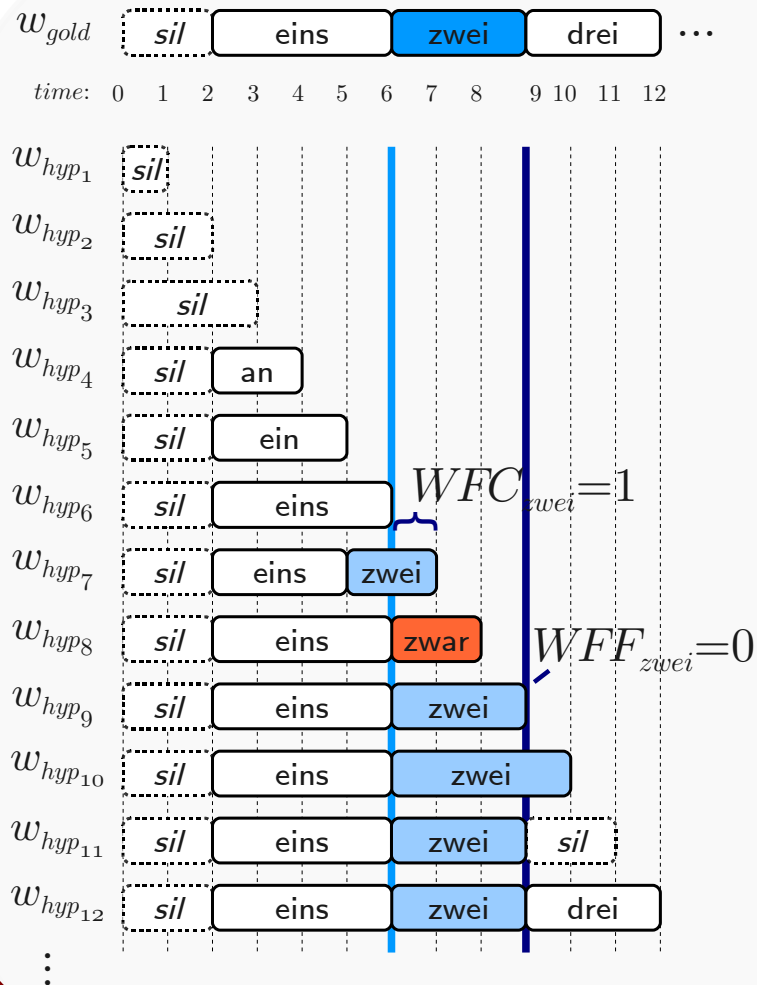 w_gold sil eins zwei drei ...
time: 0 1 2 3 4 5 6 7 8 9 10 11 12
w_hyp1 sil
w_hyp2 sil
w_hyp3 sil
w_hyp4 sil an
w_hyp5 sil ein
WFC_zwei=1
w_hyp6 sil eins
w_hyp7 sil eins zwei
w_hyp8 sil eins zwar
WFF_zwei=0
w_hyp9 sil eins zwei
w_hyp10 sil eins zwei
w_hyp11 sil eins zwei sil
w_hyp12 sil eins zwei drei
⋮